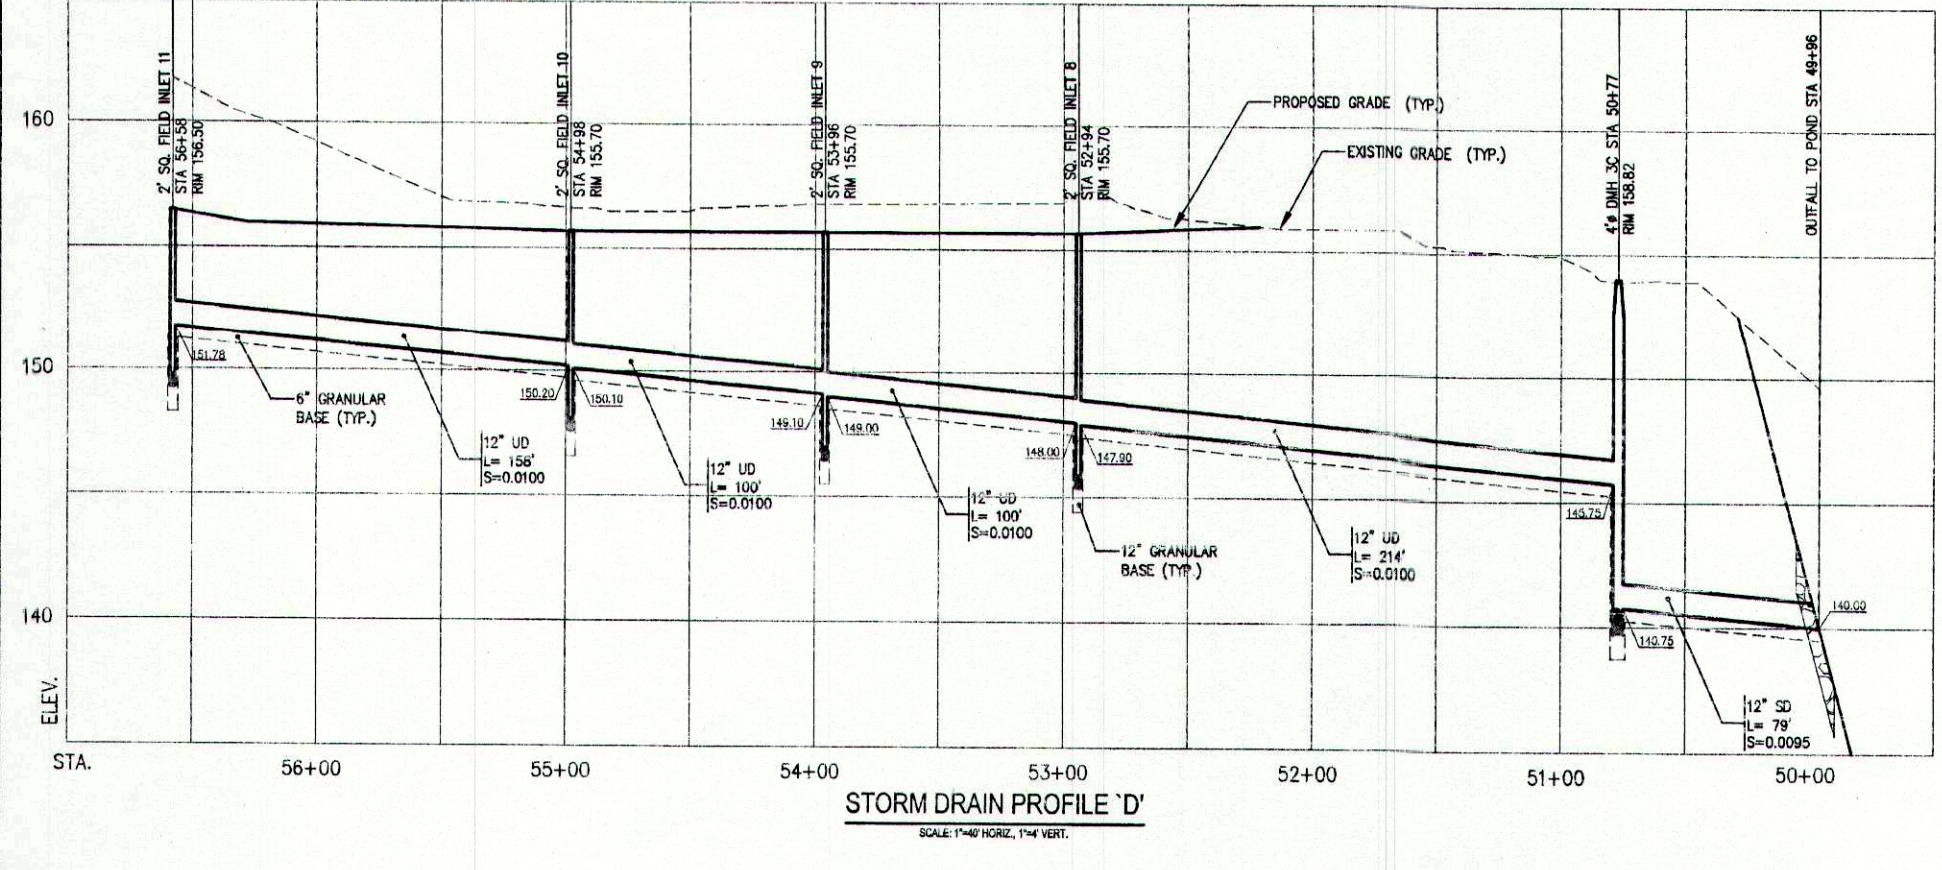 160
150
140
ELEV.
STA.
2' SQ. FIELD INLET 11
STA 56+58
RIM 156.50
2' SQ. FIELD INLET 10
STA 54+98
RIM 155.70
2' SQ. FIELD INLET 9
STA 53+96
RIM 155.70
2' SQ. FIELD INLET 8
STA 52+94
RIM 155.70
PROPOSED GRADE (TYP.)
EXISTING GRADE (TYP.)
4'ø DMH 3C STA 50+77
RIM 158.82
OUTFALL TO POND STA 49+96
151.78
6" GRANULAR
BASE (TYP.)
12" UD
L= 158'
S=0.0100
150.20
150.10
12" UD
L= 100'
S=0.0100
149.10
149.00
12" UD
L= 100'
S=0.0100
148.00
147.90
12" GRANULAR
BASE (TYP.)
12" UD
L= 214'
S=0.0100
145.75
140.75
140.00
12" SD
L= 79'
S=0.0095
56+00
55+00
54+00
53+00
52+00
51+00
50+00
STORM DRAIN PROFILE `D'
SCALE: 1"=40' HORIZ., 1"=4' VERT.